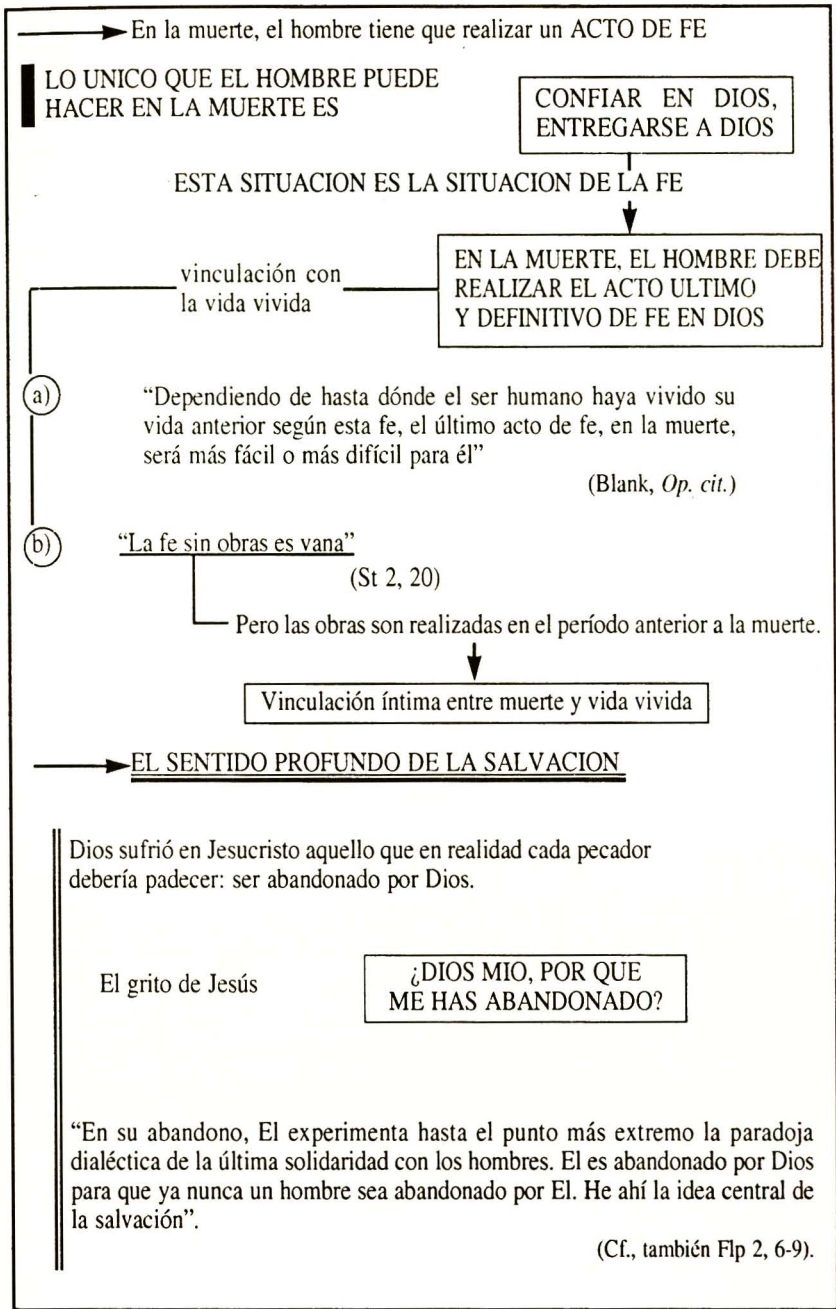 En la muerte, el hombre tiene que realizar un ACTO DE FE
LO UNICO QUE EL HOMBRE PUEDE
HACER EN LA MUERTE ES
CONFIAR EN DIOS,
ENTREGARSE A DIOS
ESTA SITUACION ES LA SITUACION DE LA FE
vinculación con
la vida vivida
EN LA MUERTE, EL HOMBRE DEBE
REALIZAR EL ACTO ULTIMO
Y DEFINITIVO DE FE EN DIOS
a)
“Dependiendo de hasta dónde el ser humano haya vivido su
vida anterior según esta fe, el último acto de fe, en la muerte,
será más fácil o más difícil para él”
(Blank, Op. cit.)
b)
“La fe sin obras es vana”
(St 2, 20)
Pero las obras son realizadas en el período anterior a la muerte.
Vinculación íntima entre muerte y vida vivida
EL SENTIDO PROFUNDO DE LA SALVACION
Dios sufrió en Jesucristo aquello que en realidad cada pecador
debería padecer: ser abandonado por Dios.
El grito de Jesús
¿DIOS MIO, POR QUE
ME HAS ABANDONADO?
“En su abandono, El experimenta hasta el punto más extremo la paradoja
dialéctica de la última solidaridad con los hombres. El es abandonado por Dios
para que ya nunca un hombre sea abandonado por El. He ahí la idea central de
la salvación”.
(Cf., también Flp 2, 6-9).